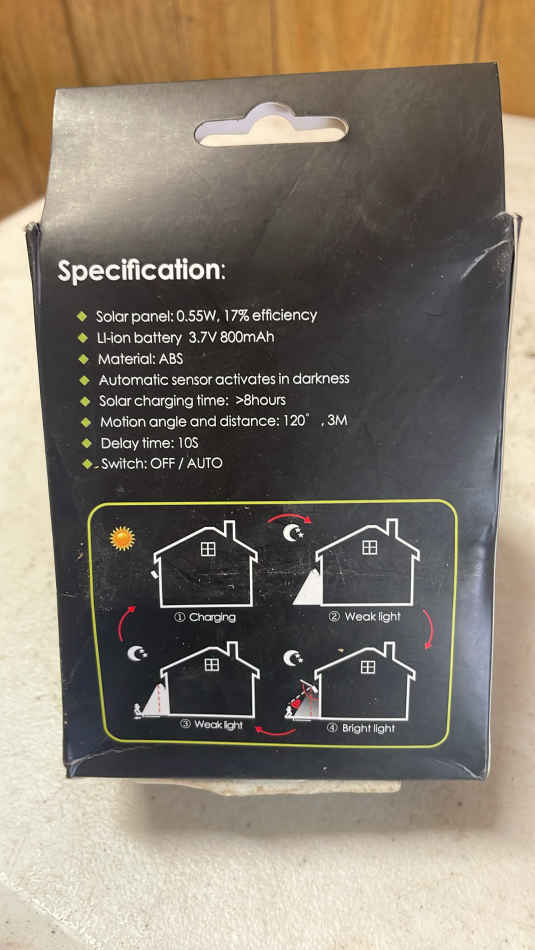 Specification:
Solar panel: 0.55W, 17% efficiency
LI-ion battery 3.7V 800mAh
Material: ABS
Automatic sensor activates in darkness
Solar charging time: >8hours
Motion angle and distance: 120° , 3M
Delay time: 10S
Switch: OFF / AUTO
① Charging
② Weak light
③ Weak light
④ Bright light